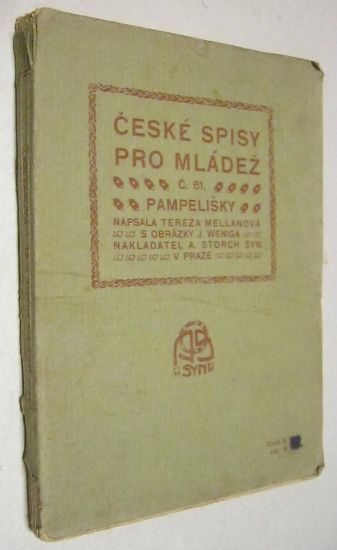 ČESKÉ SPISY
PRO MLÁDEŽ
Č. 61.
PAMPELIŠKY
NAPSALA TEREZA MELLANOVÁ
S OBRÁZKY J. WENIGA
NAKLADATEL A. STORCH SYN
V PRAZE
SYN